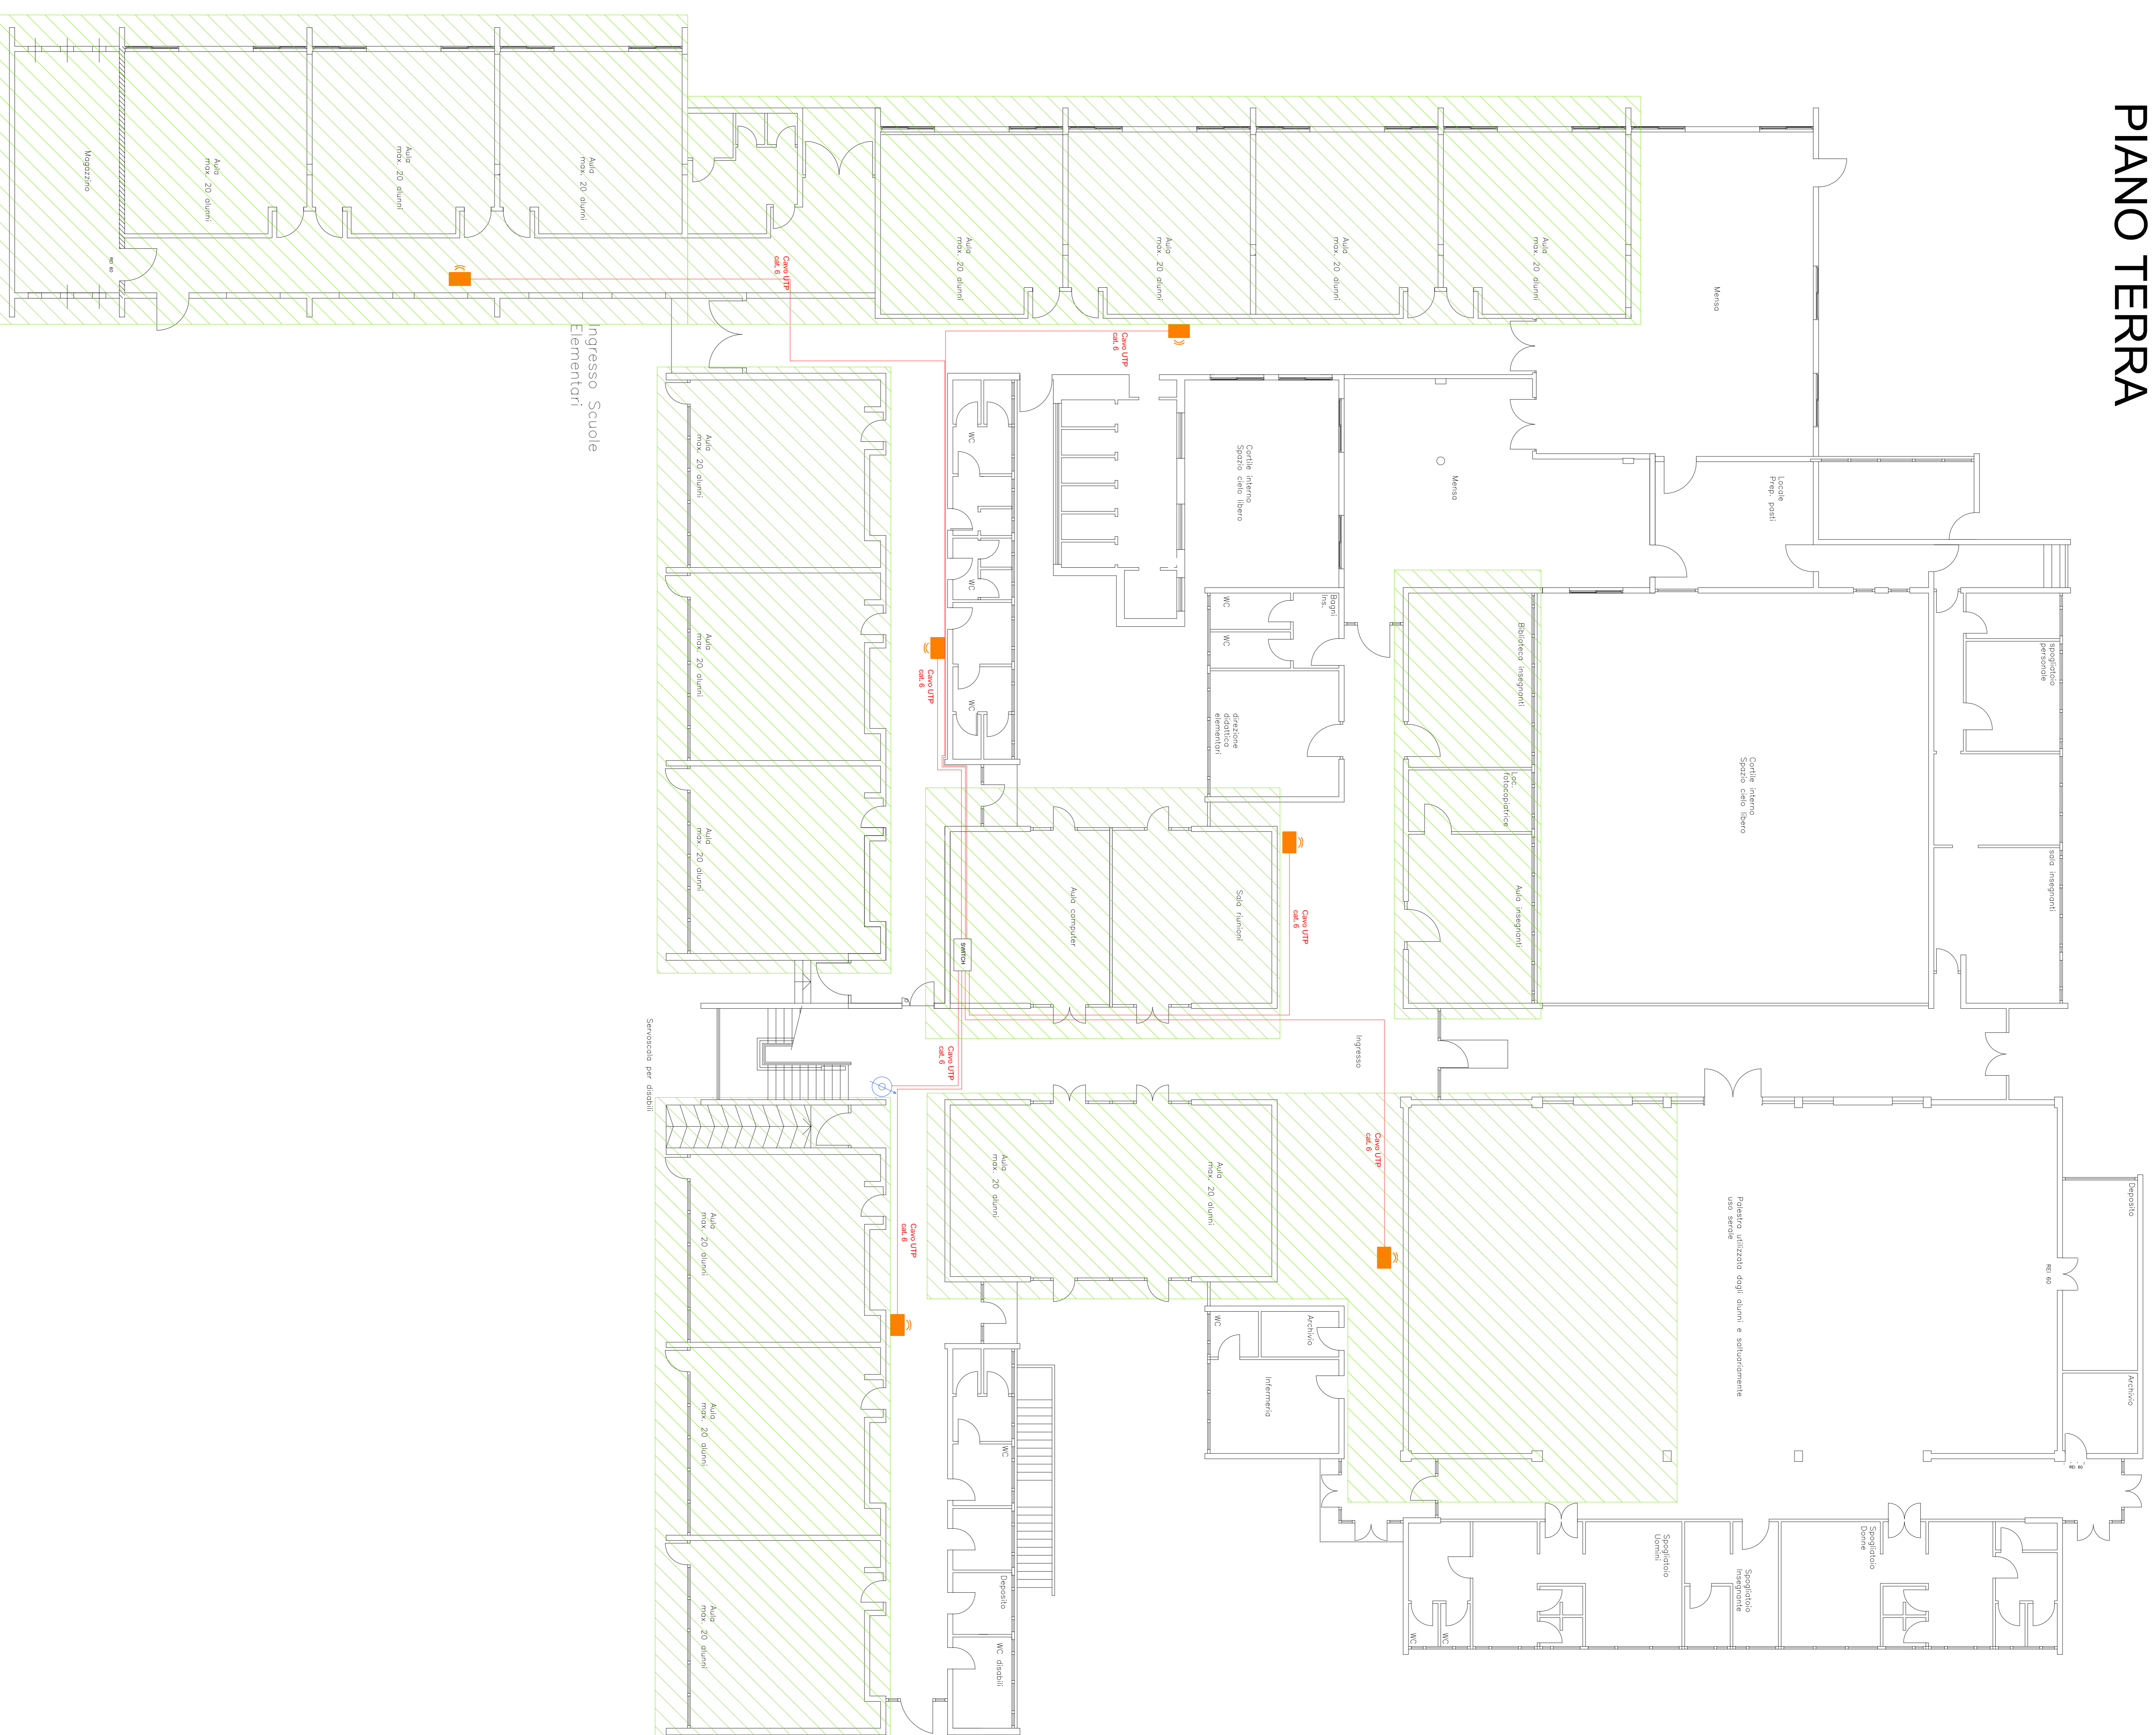 PIANO TERRA
Deposito
Archivio
REI 60
REI 60
spogliatoio
personale
sala insegnanti
Spogliatoio
Donne
Locale
Prep. pasti
Cortile interno
Spazio cielo libero
Palestra utilizzata dagli alunni e saltuariamente
uso serale
Spogliatoio
Insegnante
Spogliatoio
Uomini
Mensa
Aula
max. 20 alunni
Biblioteca insegnanti
Loc.
fotocopiatrice
Aula insegnanti
WC
WC
Mensa
Cavo UTP
cat. 6
Ingresso
Aula
max. 20 alunni
Bagni
ins.
Cavo UTP
cat. 6
Archivio
Infermeria
Cortile interno
Spazio cielo libero
WC
WC
direzione
didattica
elementari
Sala riunioni
Aula
max. 20 alunni
WC
Aula
max. 20 alunni
Cavo UTP
cat. 6
Aula computer
Aula
max. 20 alunni
WC
Deposito
WC disabili
Aula
max. 20 alunni
WC
WC
WC
SWITCH
Cavo UTP
cat. 6
Cavo UTP
cat. 6
Cavo UTP
cat. 6
Cavo UTP
cat. 6
Aula
max. 20 alunni
Aula
max. 20 alunni
Aula
max. 20 alunni
Aula
max. 20 alunni
Aula
max. 20 alunni
Aula
max. 20 alunni
Servoscala per disabili
Ingresso Scuole
Elementari
Aula
max. 20 alunni
Aula
max. 20 alunni
Aula
max. 20 alunni
REI 60
Magazzino